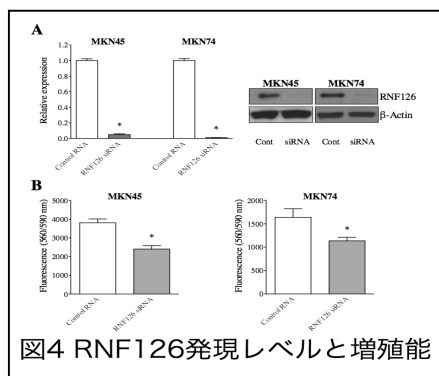 A
MKN45 MKN74
Relative expression
1.2
1.0
0.8
0.6
0.4
0.2
0.0
* *
Control RNA RNF126 siRNA Control RNA RNF126 siRNA
MKN45 MKN74
RNF126
β-Actin
Cont siRNA Cont siRNA
B
MKN45
Fluorescence (560/590 nm)
5000
4000
3000
2000
1000
0
*
Control RNA RNF126 siRNA
MKN74
Fluorescence (560/590 nm)
2000
1500
1000
500
0
*
Control RNA RNF126 siRNA
図4 RNF126発現レベルと増殖能